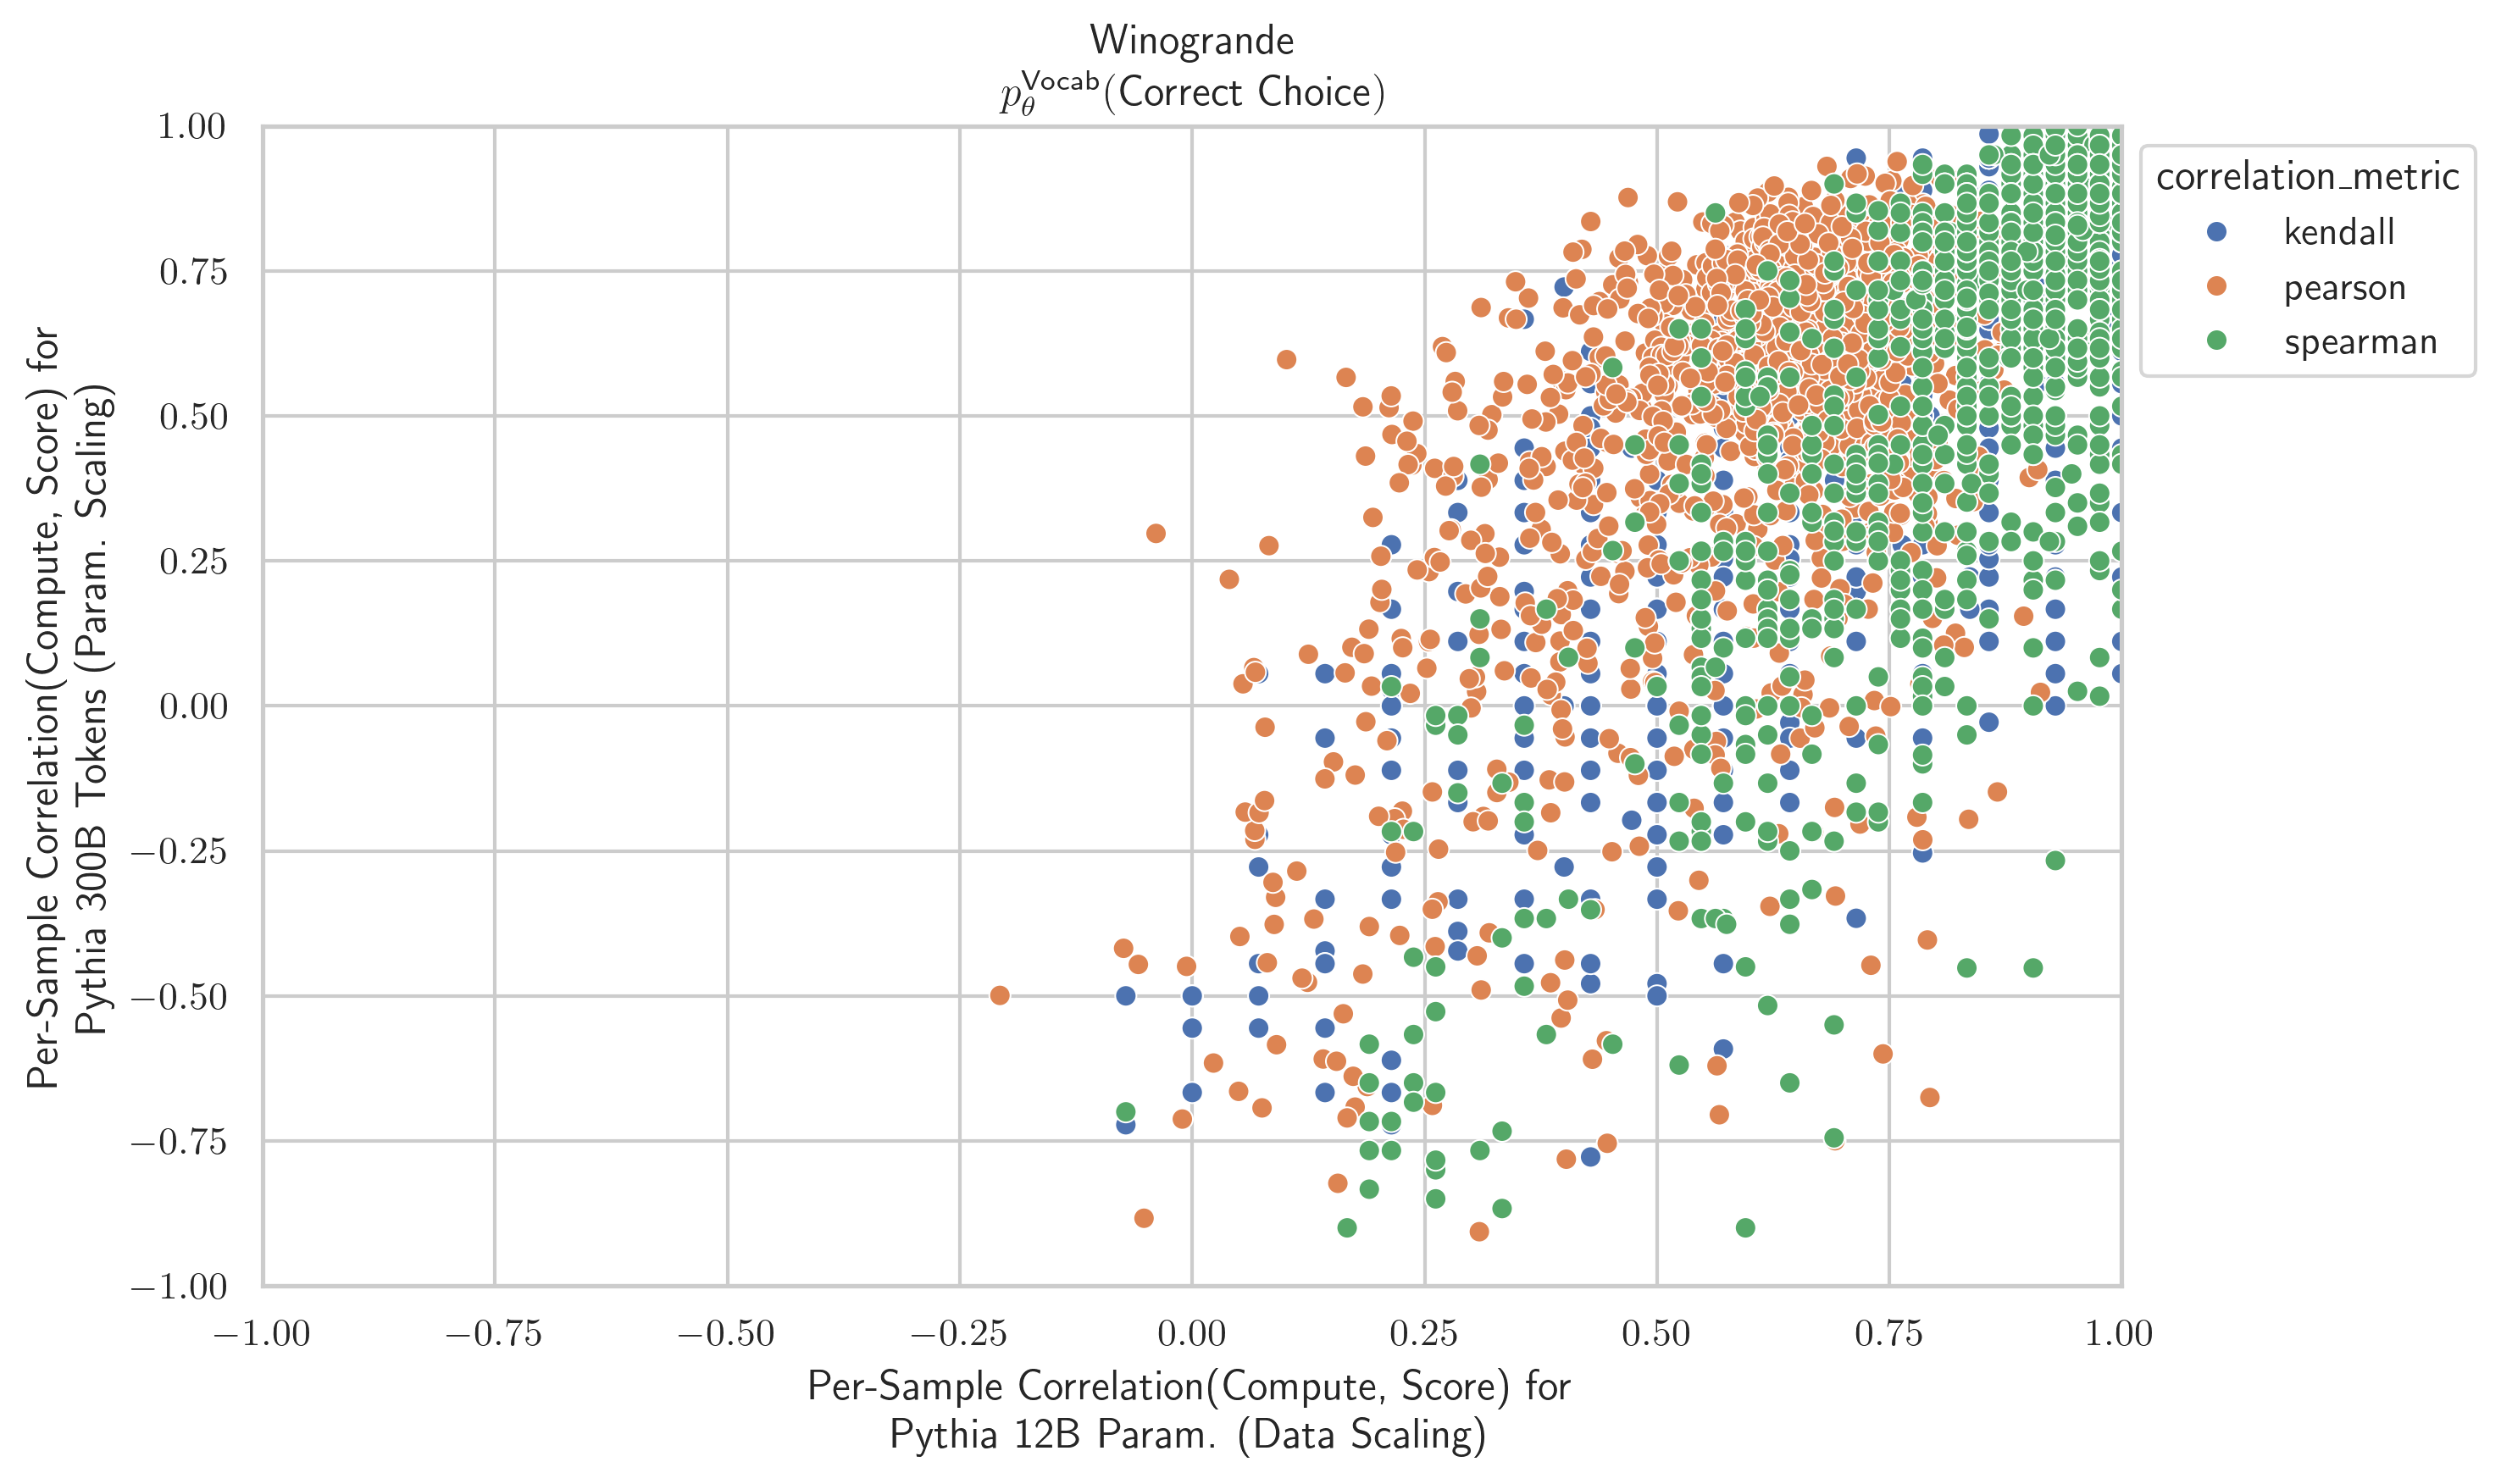 Winogrande
p_θ^Vocab(Correct Choice)
1.00
0.75
0.50
0.25
0.00
−0.25
−0.50
−0.75
−1.00
Per-Sample Correlation(Compute, Score) for
Pythia 300B Tokens (Param. Scaling)
−1.00 −0.75 −0.50 −0.25 0.00 0.25 0.50 0.75 1.00
Per-Sample Correlation(Compute, Score) for
Pythia 12B Param. (Data Scaling)
correlation_metric
kendall
pearson
spearman